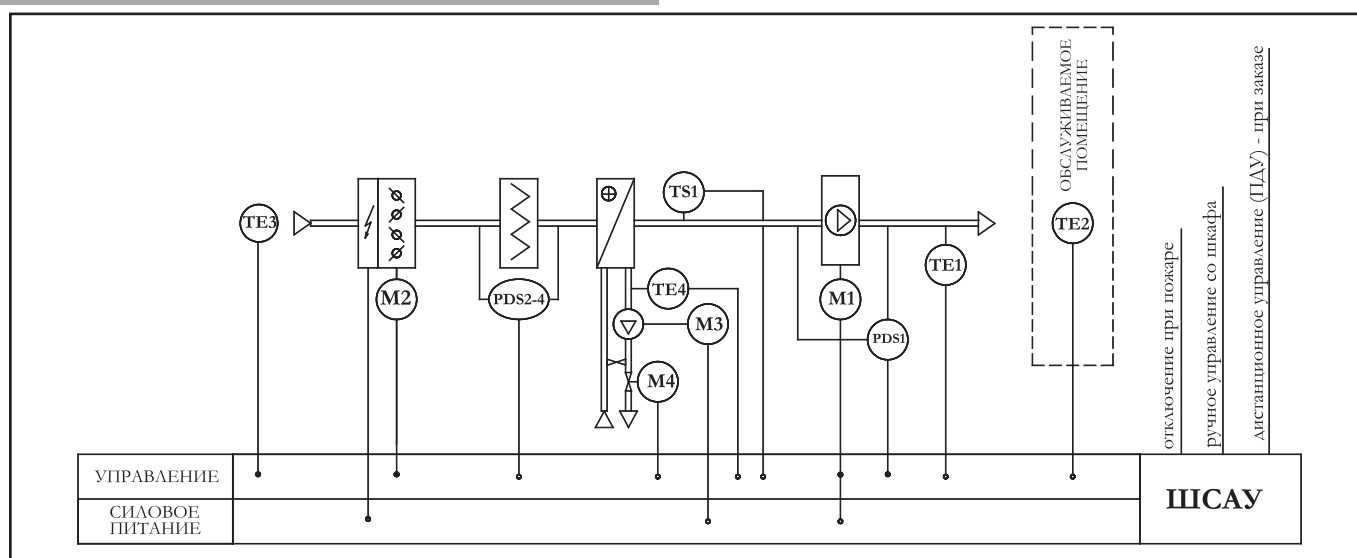 ОБСЛУЖИВАЕМОЕ
ПОМЕЩЕНИЕ
отключение при пожаре
ручное управление со шкафа
дистанционное управление (ПДУ) - при заказе
TE3
TS1
TE2
TE1
M2
PDS2-4
TE4
M3
M1
PDS1
M4
УПРАВЛЕНИЕ
СИЛОВОЕ
ПИТАНИЕ
ШСАУ